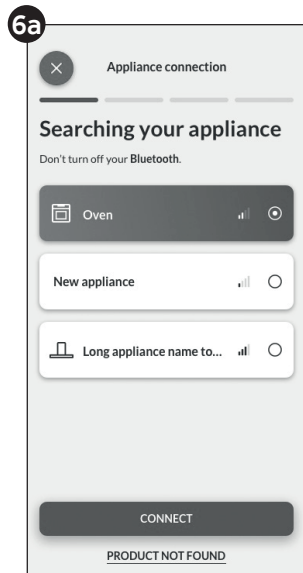 6a
Appliance connection
Searching your appliance
Don't turn off your Bluetooth.
Oven
New appliance
Long appliance name to...
CONNECT
PRODUCT NOT FOUND